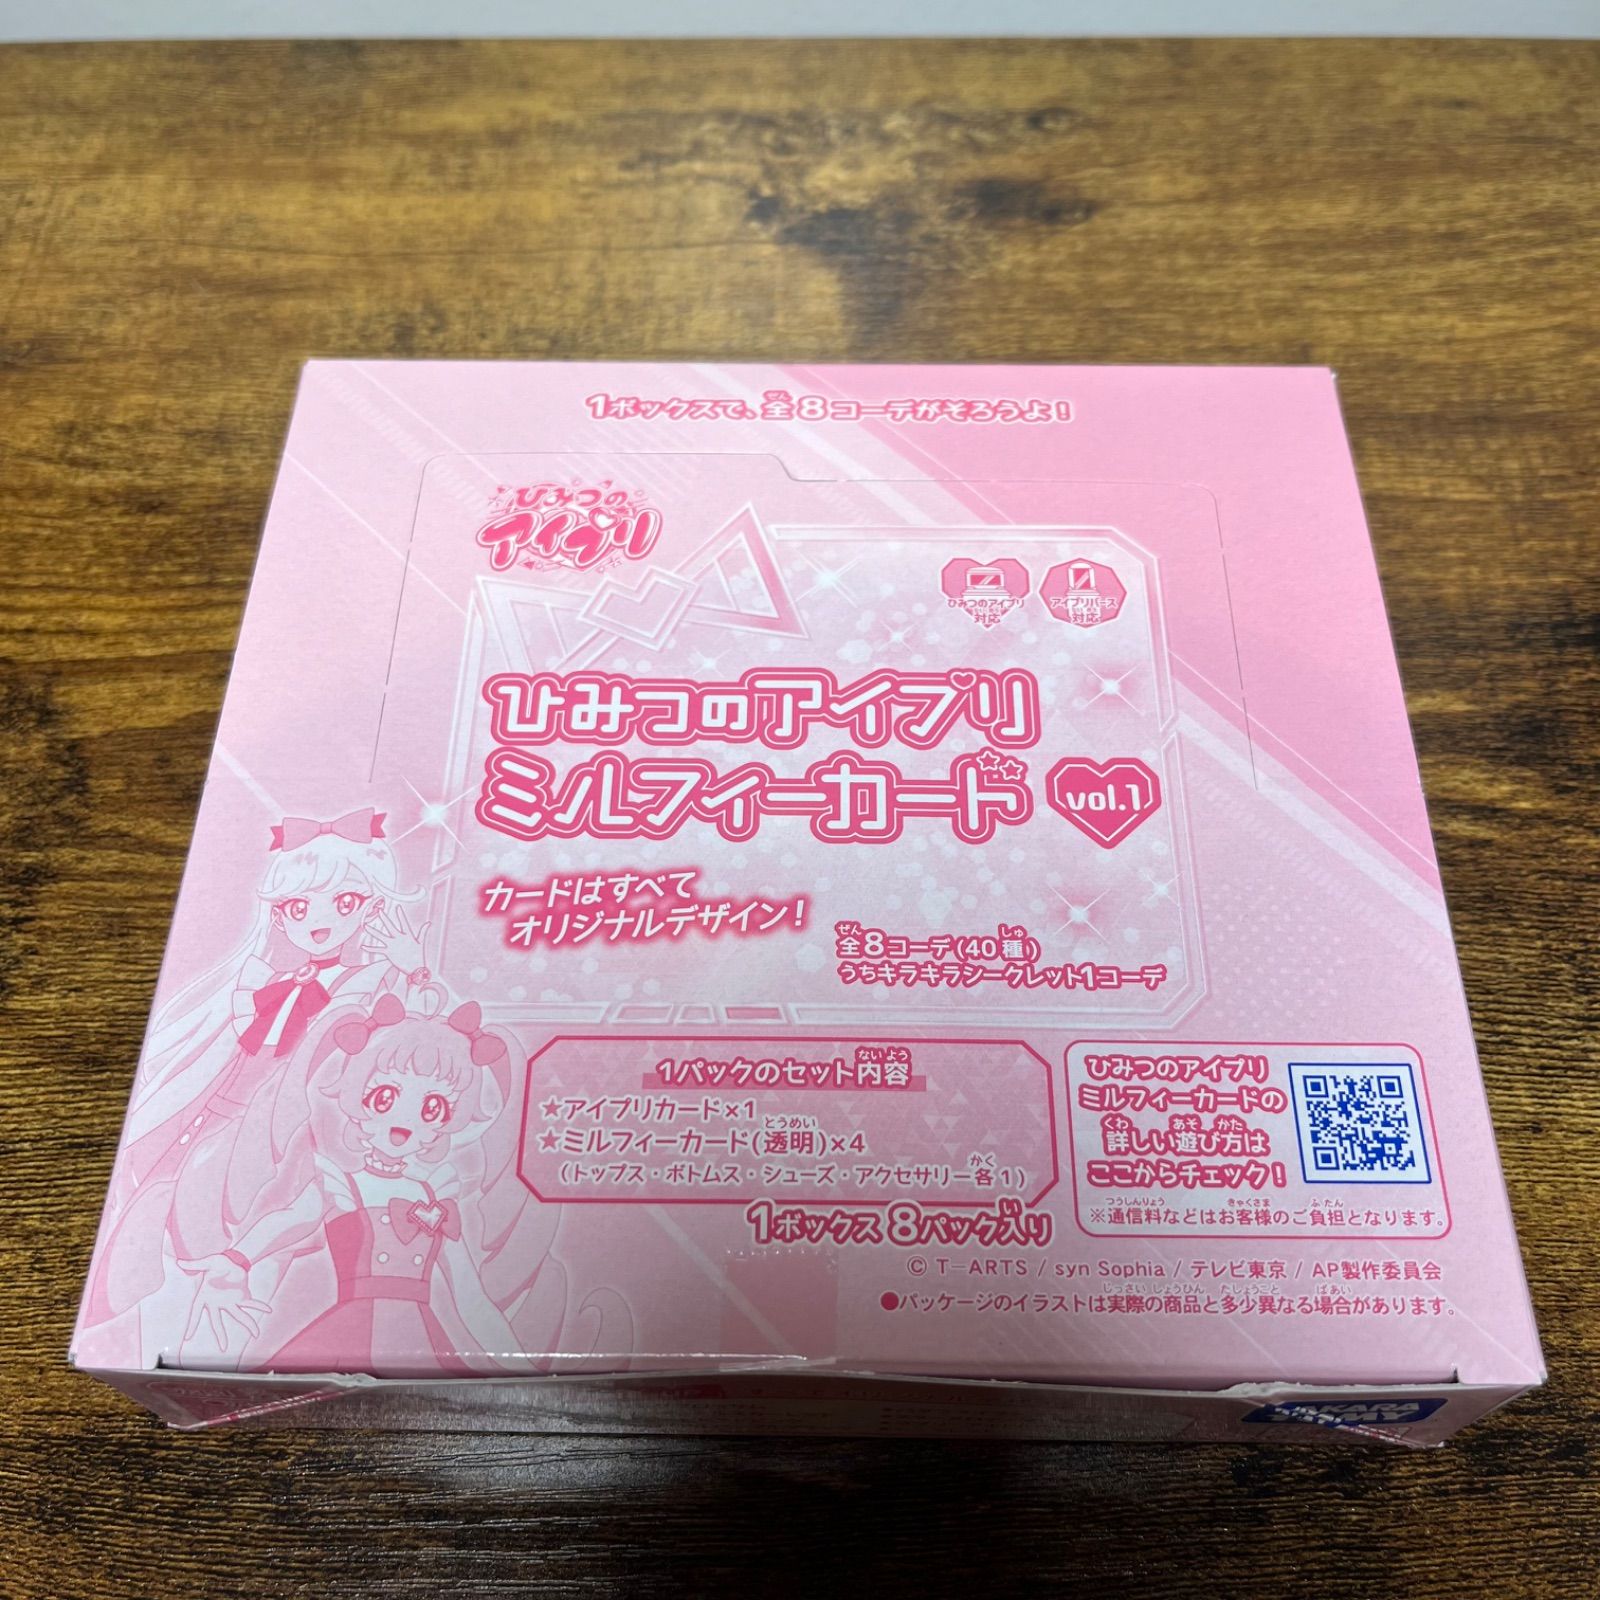 1ボックスで、全8コーデがそろうよ!
ひみつの
アイプリ
ひみつのアイプリ
対応
アイプリバース
対応
ひみつのアイプリ
ミルフィーカード
vol.1
カードはすべて
オリジナルデザイン!
全8コーデ(40種)
うちキラキラシークレット1コーデ
1パックのセット内容
★アイプリカード×1
★ミルフィーカード(透明)×4
(トップス・ボトムス・シューズ・アクセサリー各1)
1ボックス 8パック入り
ひみつのアイプリ
ミルフィーカードの
詳しい遊び方は
ここからチェック!
※通信料などはお客様のご負担となります。
© T-ARTS / syn Sophia / テレビ東京 / AP製作委員会
●パッケージのイラストは実際の商品と多少異なる場合があります。
TAKARA
TOMY